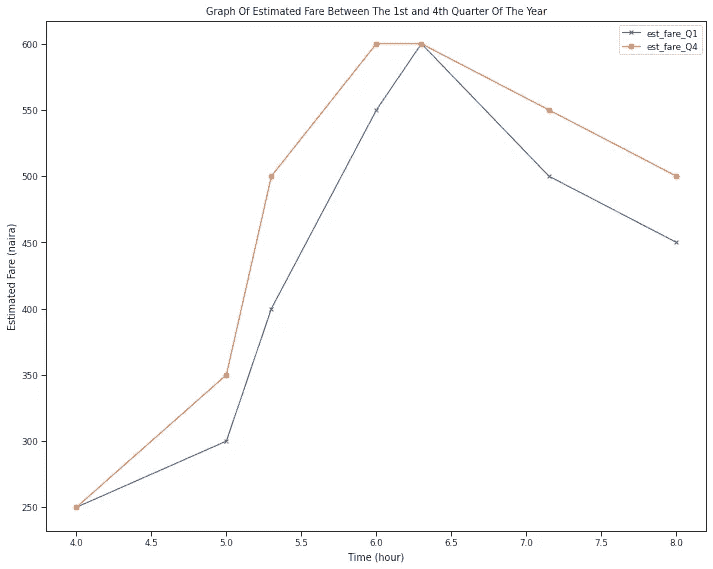 Graph Of Estimated Fare Between The 1st and 4th Quarter Of The Year
est_fare_Q1
est_fare_Q4
600
550
500
450
400
350
300
250
Estimated Fare (naira)
4.0 4.5 5.0 5.5 6.0 6.5 7.0 7.5 8.0
Time (hour)